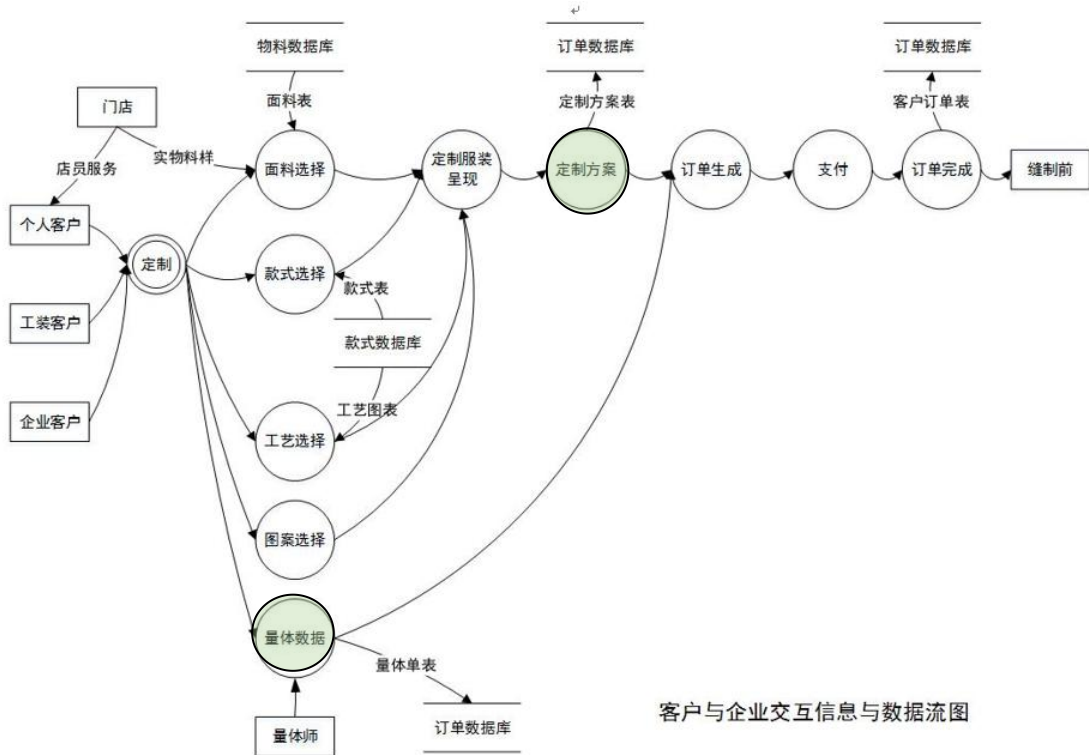 物料数据库
订单数据库
订单数据库
面料表
定制方案表
客户订单表
门店
店员服务
实物料样
面料选择
定制服装
呈现
定制方案
订单生成
支付
订单完成
缝制前
个人客户
定制
款式选择
款式表
工装客户
款式数据库
企业客户
工艺选择
工艺图表
图案选择
量体数据
量体单表
订单数据库
量体师
客户与企业交互信息与数据流图